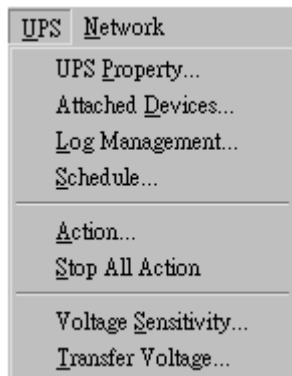 UPS Network
UPS Property...
Attached Devices...
Log Management...
Schedule...
Action...
Stop All Action
Voltage Sensitivity...
Transfer Voltage...